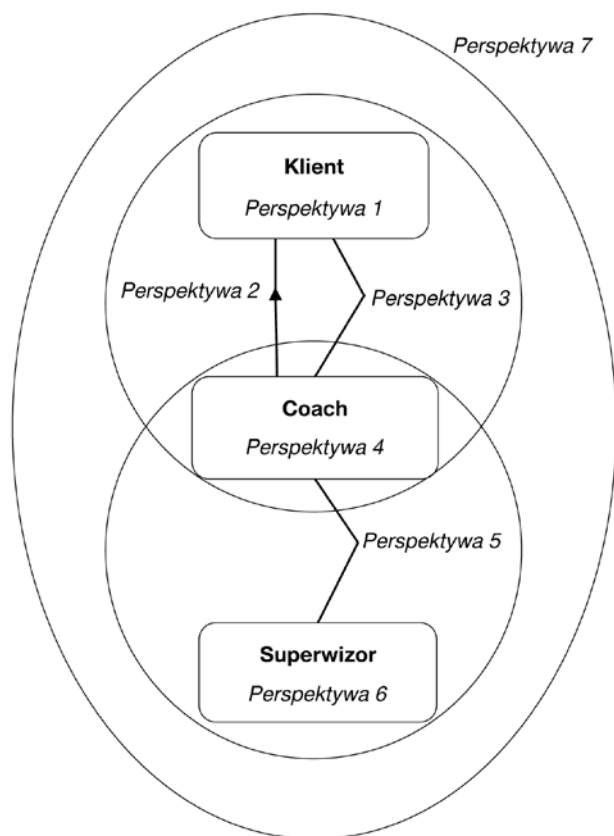 Perspektywa 7
Klient
Perspektywa 1
Perspektywa 2
Perspektywa 3
Coach
Perspektywa 4
Perspektywa 5
Superwizor
Perspektywa 6